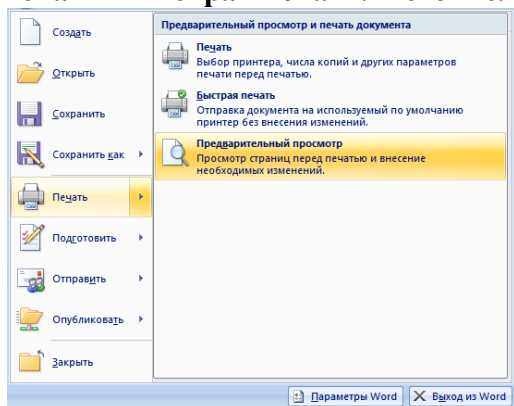 Создать
Открыть
Сохранить
Сохранить как
Печать
Подготовить
Отправить
Опубликовать
Закрыть
Предварительный просмотр и печать документа
Печать
Выбор принтера, числа копий и других параметров
печати перед печатью.
Быстрая печать
Отправка документа на используемый по умолчанию
принтер без внесения изменений.
Предварительный просмотр
Просмотр страниц перед печатью и внесение
необходимых изменений.
Параметры Word
Выход из Word